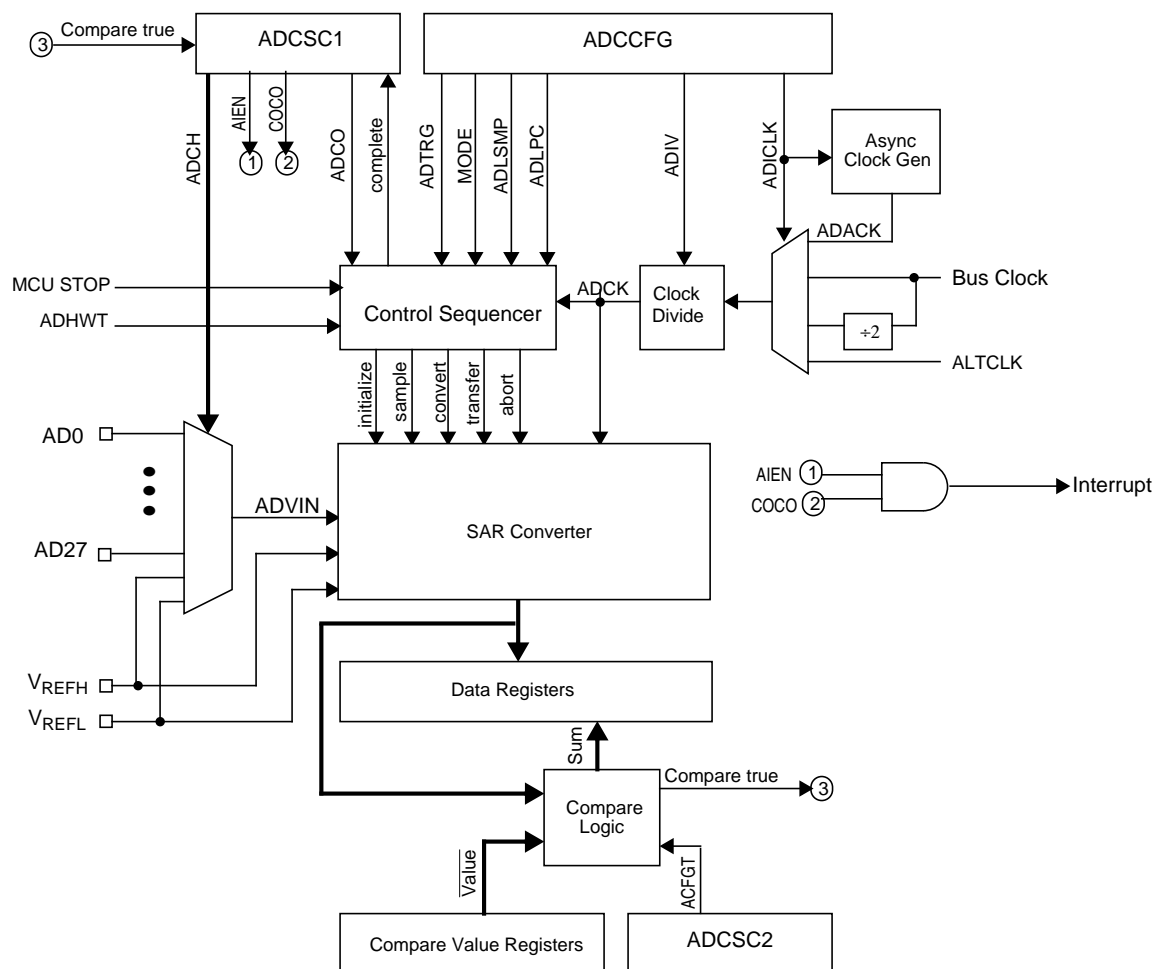 Compare true
3
ADCSC1
ADCCFG
ADCH
AIEN
COCO
ADCO
complete
ADTRG
MODE
ADLSMP
ADLPC
ADIV
ADICLK
Async
Clock Gen
1
2
ADACK
MCU STOP
ADHWT
Control Sequencer
ADCK
Clock
Divide
Bus Clock
÷2
ALTCLK
initialize
sample
convert
transfer
abort
AD0
AD27
ADVIN
SAR Converter
AIEN 1
COCO 2
Interrupt
VREFH
VREFL
Data Registers
Sum
Compare true
3
Compare
Logic
Value
ACFGT
Compare Value Registers
ADCSC2